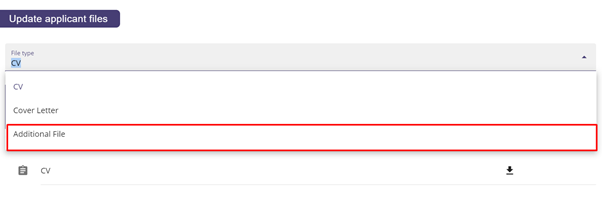 Update applicant files
File type
CV
CV
Cover Letter
Additional File
CV